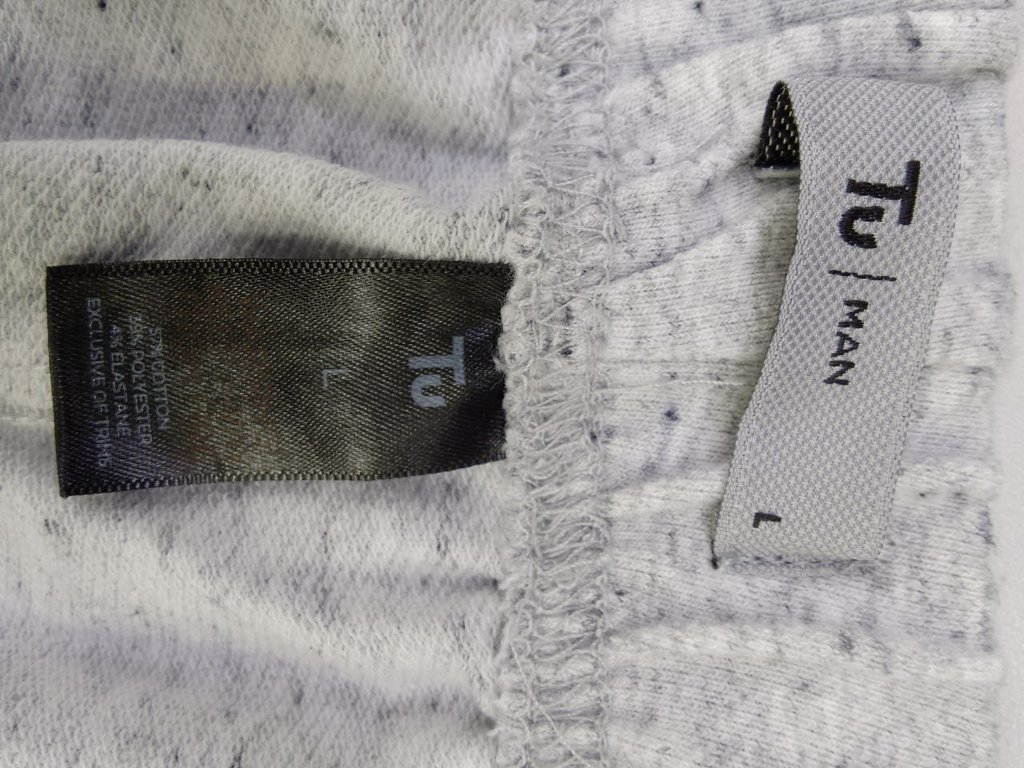 Tu | MAN
L
Tu
L
57% COTTON
39% POLYESTER
4% ELASTANE
EXCLUSIVE OF TRIMS